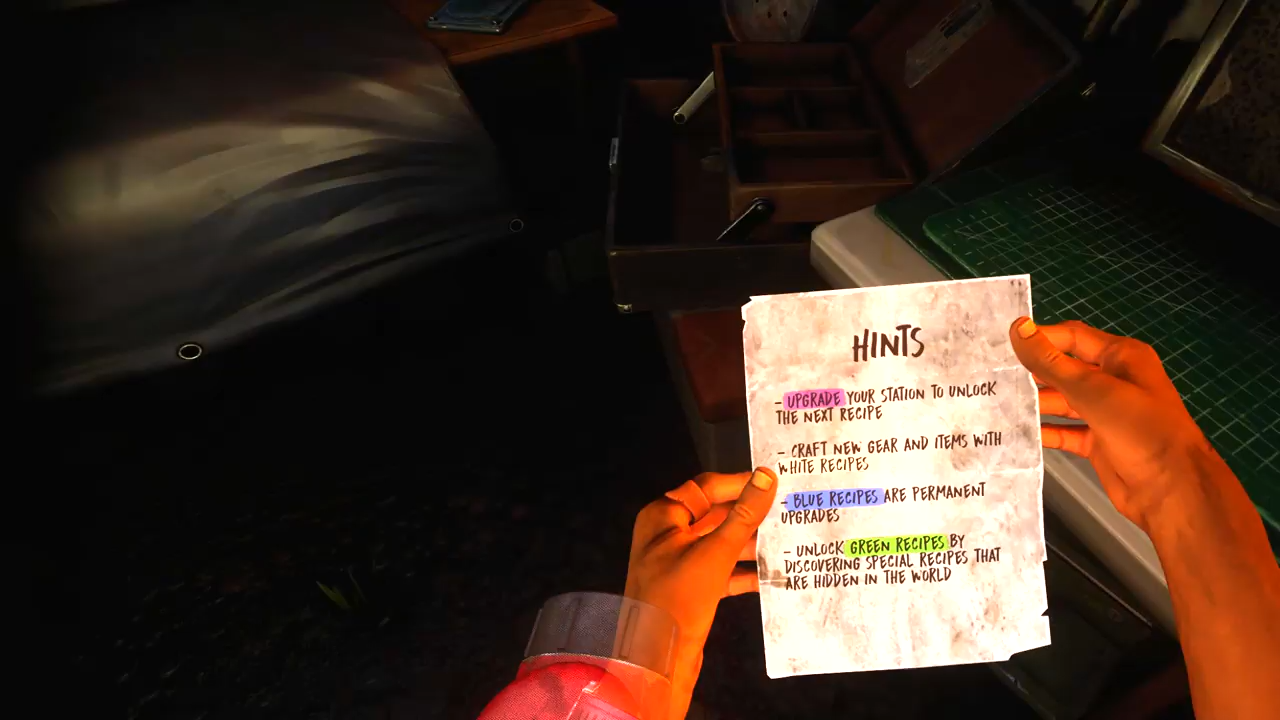 HINTS
- UPGRADE YOUR STATION TO UNLOCK
THE NEXT RECIPE
- CRAFT NEW GEAR AND ITEMS WITH
WHITE RECIPES
- BLUE RECIPES ARE PERMANENT
UPGRADES
- UNLOCK GREEN RECIPES BY
DISCOVERING SPECIAL RECIPES THAT
ARE HIDDEN IN THE WORLD